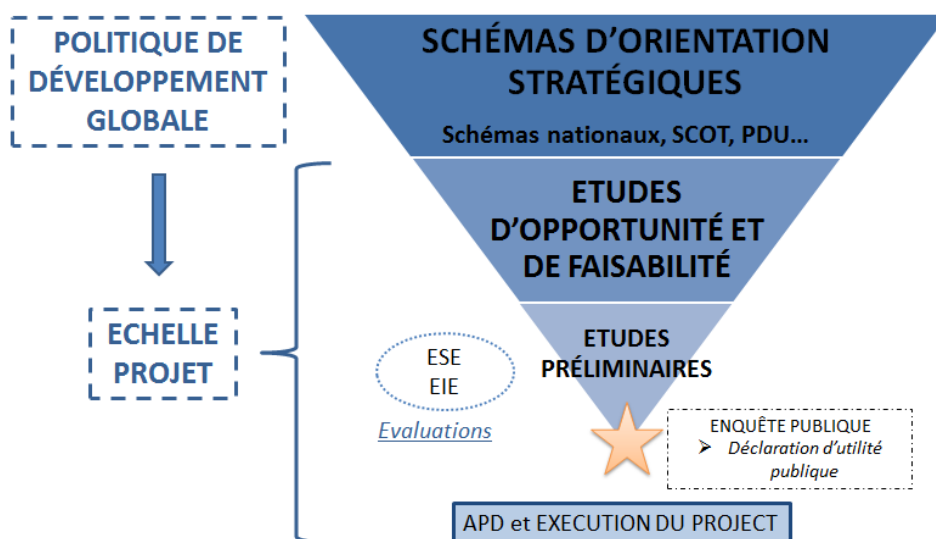 POLITIQUE DE
DÉVELOPPEMENT
GLOBALE
SCHÉMAS D'ORIENTATION
STRATÉGIQUES
Schémas nationaux, SCOT, PDU…
ETUDES
D'OPPORTUNITÉ ET
DE FAISABILITÉ
ECHELLE
PROJET
ETUDES
PRÉLIMINAIRES
ESE
EIE
Evaluations
ENQUÊTE PUBLIQUE
➢ Déclaration d'utilité
publique
APD et EXECUTION DU PROJECT